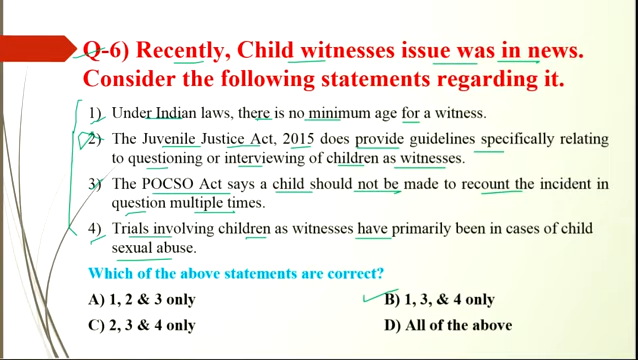 Q-6) Recently, Child witnesses issue was in news.
Consider the following statements regarding it.
1) Under Indian laws, there is no minimum age for a witness.
2) The Juvenile Justice Act, 2015 does provide guidelines specifically relating
to questioning or interviewing of children as witnesses.
3) The POCSO Act says a child should not be made to recount the incident in
question multiple times.
4) Trials involving children as witnesses have primarily been in cases of child
sexual abuse.
Which of the above statements are correct?
A) 1, 2 & 3 only
B) 1, 3, & 4 only
C) 2, 3 & 4 only
D) All of the above